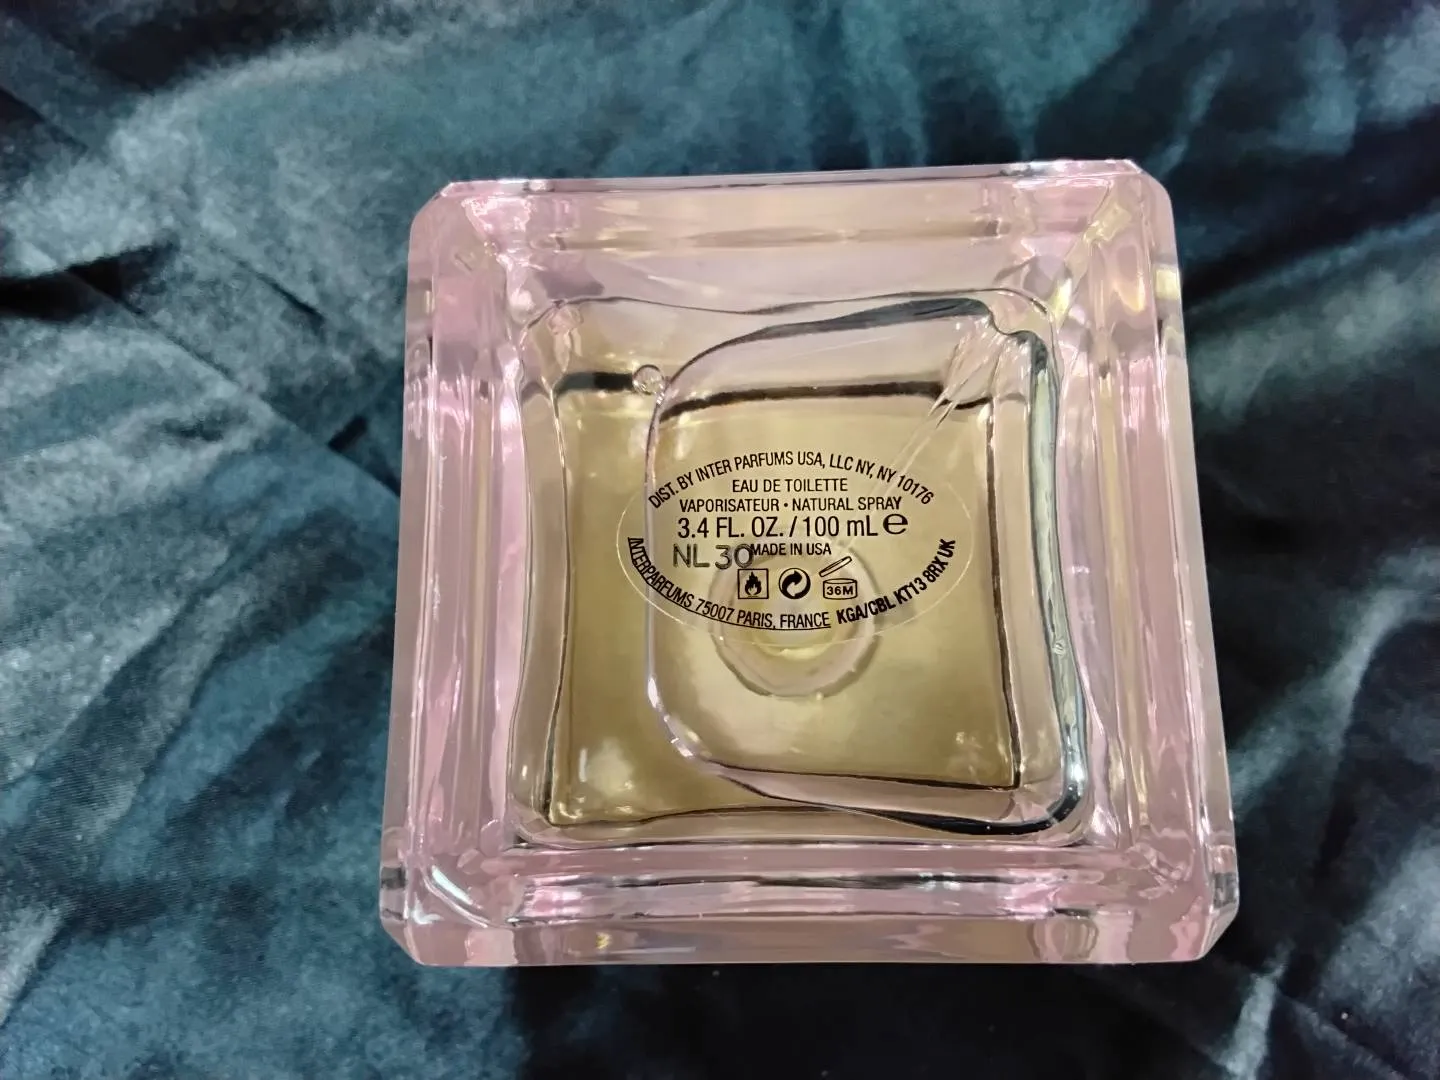 DIST. BY INTER PARFUMS USA, LLC NY, NY 10176
EAU DE TOILETTE
VAPORISATEUR • NATURAL SPRAY
3.4 FL. OZ. / 100 mL ℮
NL30
MADE IN USA
36M
INTERPARFUMS 75007 PARIS, FRANCE KGA/CBL KT13 8RX UK